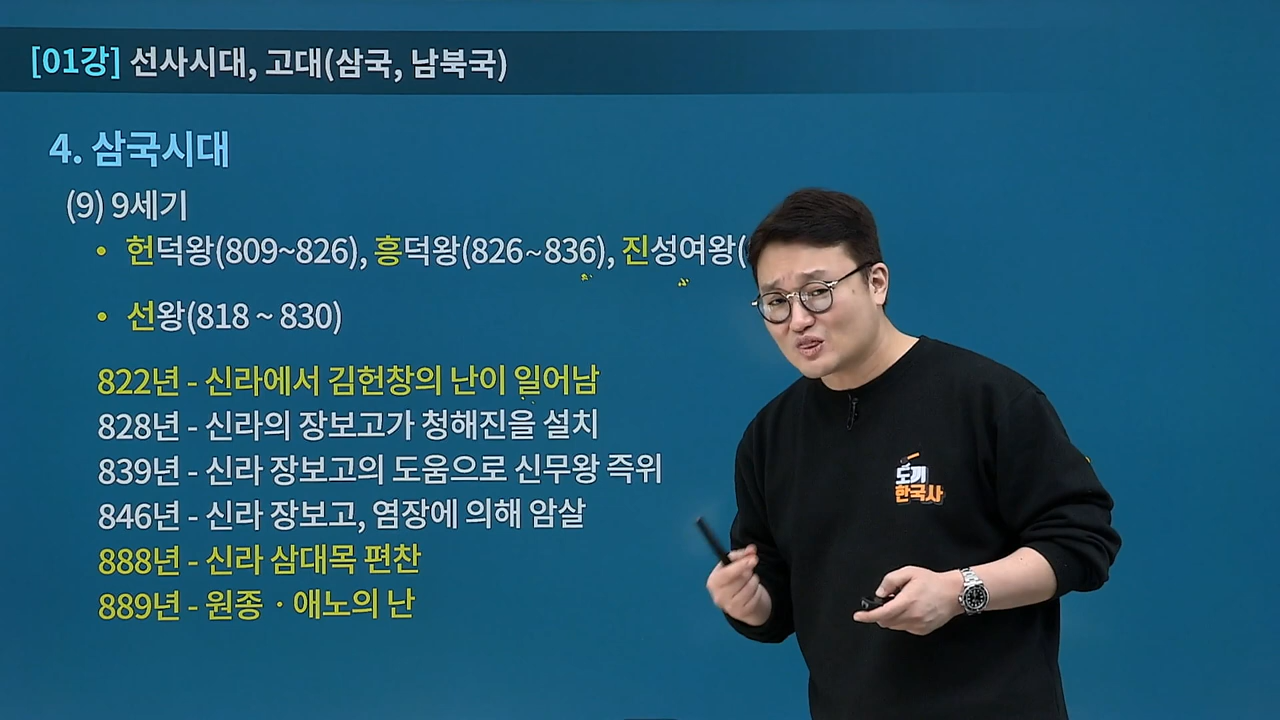 [01강] 선사시대, 고대(삼국, 남북국)
4. 삼국시대
(9) 9세기
• 헌덕왕(809~826), 흥덕왕(826~836), 진성여왕(
• 선왕(818 ~ 830)
822년 - 신라에서 김헌창의 난이 일어남
828년 - 신라의 장보고가 청해진을 설치
839년 - 신라 장보고의 도움으로 신무왕 즉위
846년 - 신라 장보고, 염장에 의해 암살
888년 - 신라 삼대목 편찬
889년 - 원종 · 애노의 난
도끼
한국사